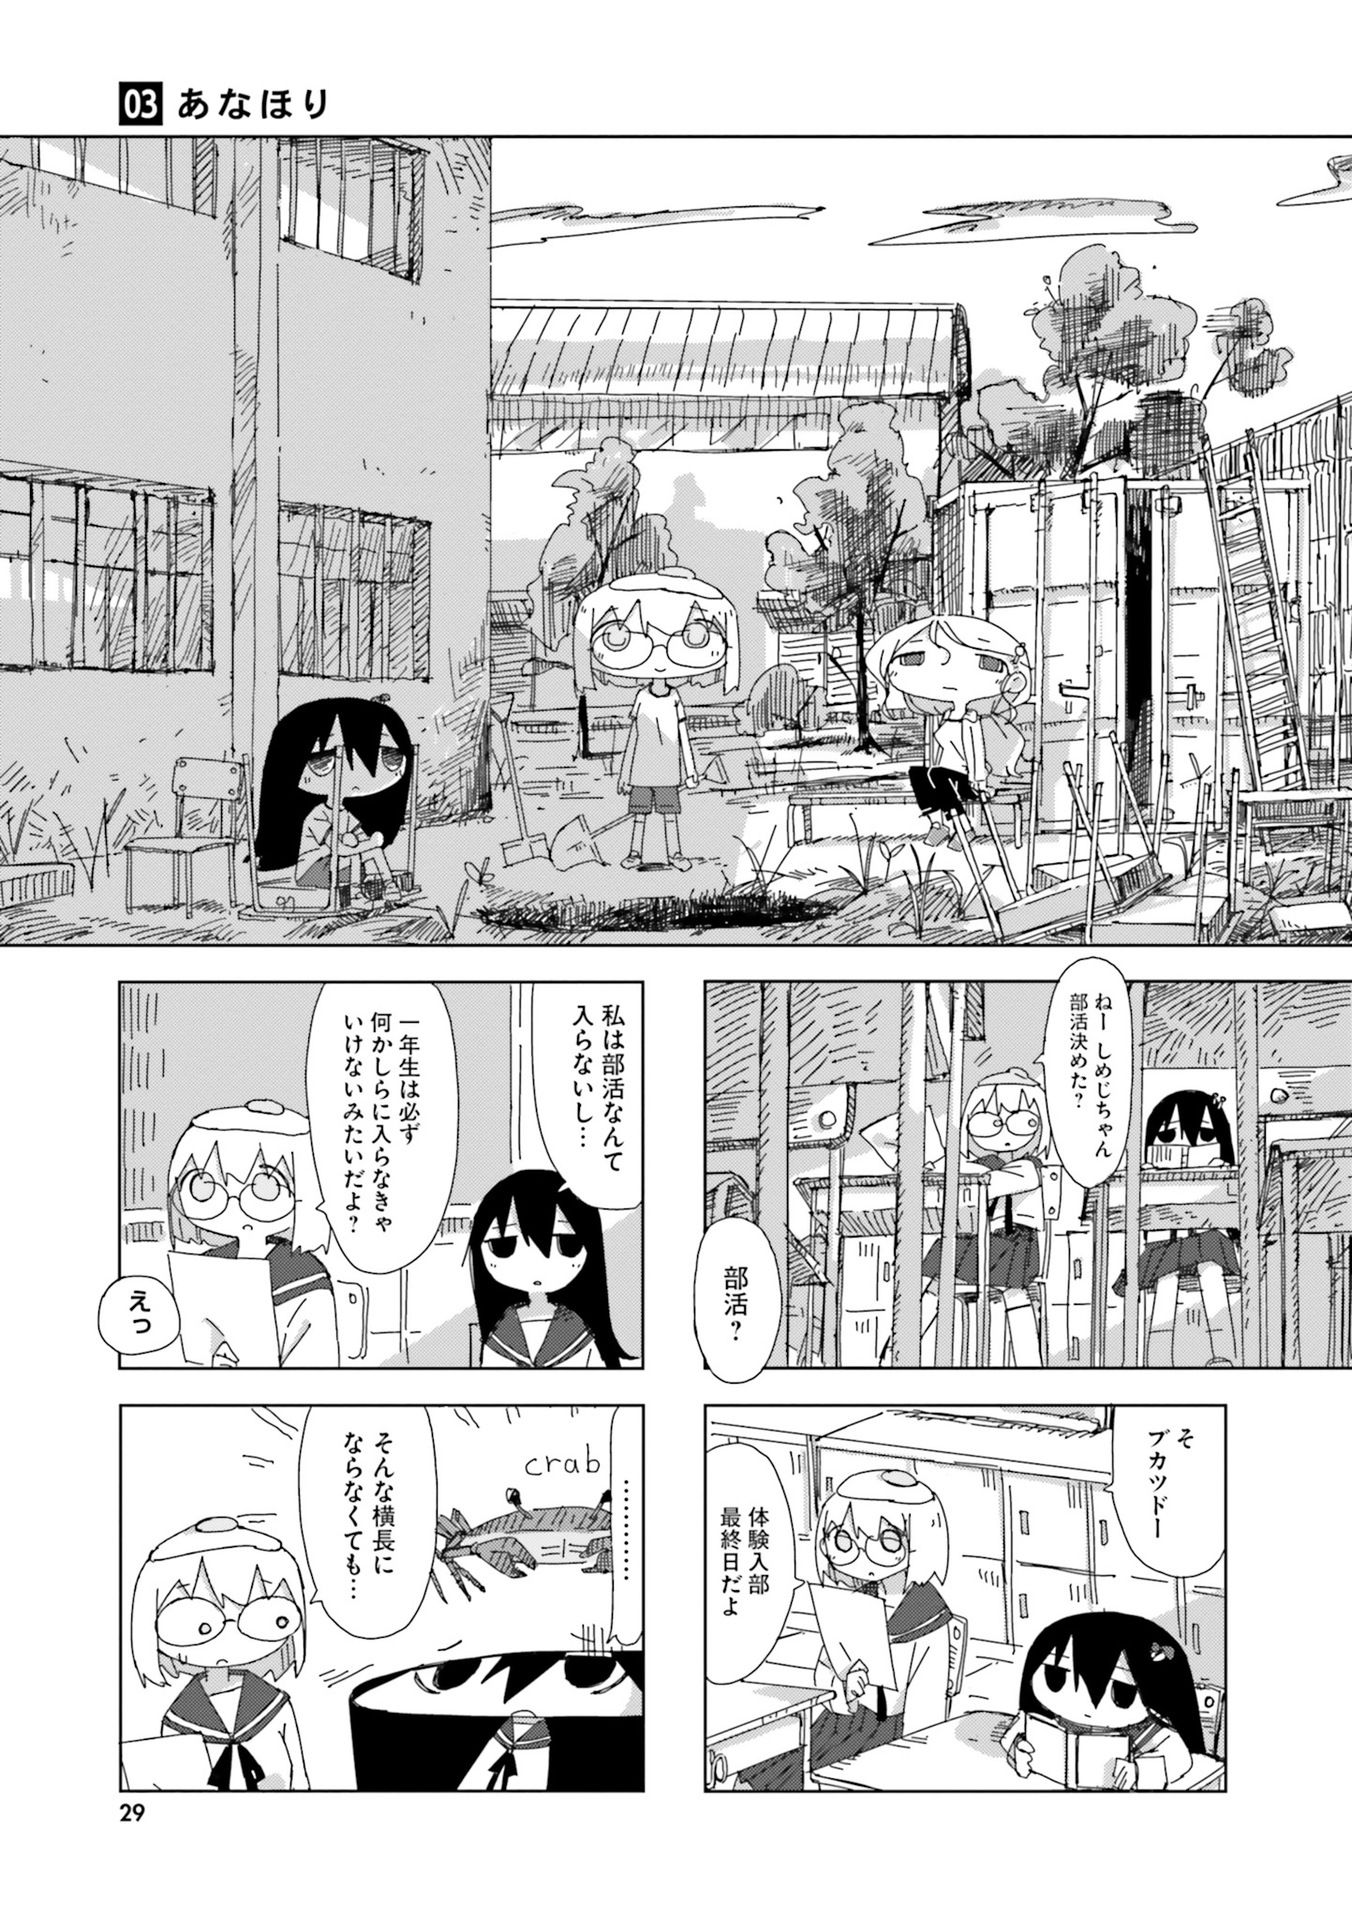 03 あなほり
ねー しめじちゃん
部活決めた？
部活？
そ
ブカツドー
体験入部
最終日だよ
私は部活なんて
入らないし…
一年生は必ず
何かしらに入らなきゃ
いけないみたいだよ？
えっ
…………
crab
そんな横長に
ならなくても…
29